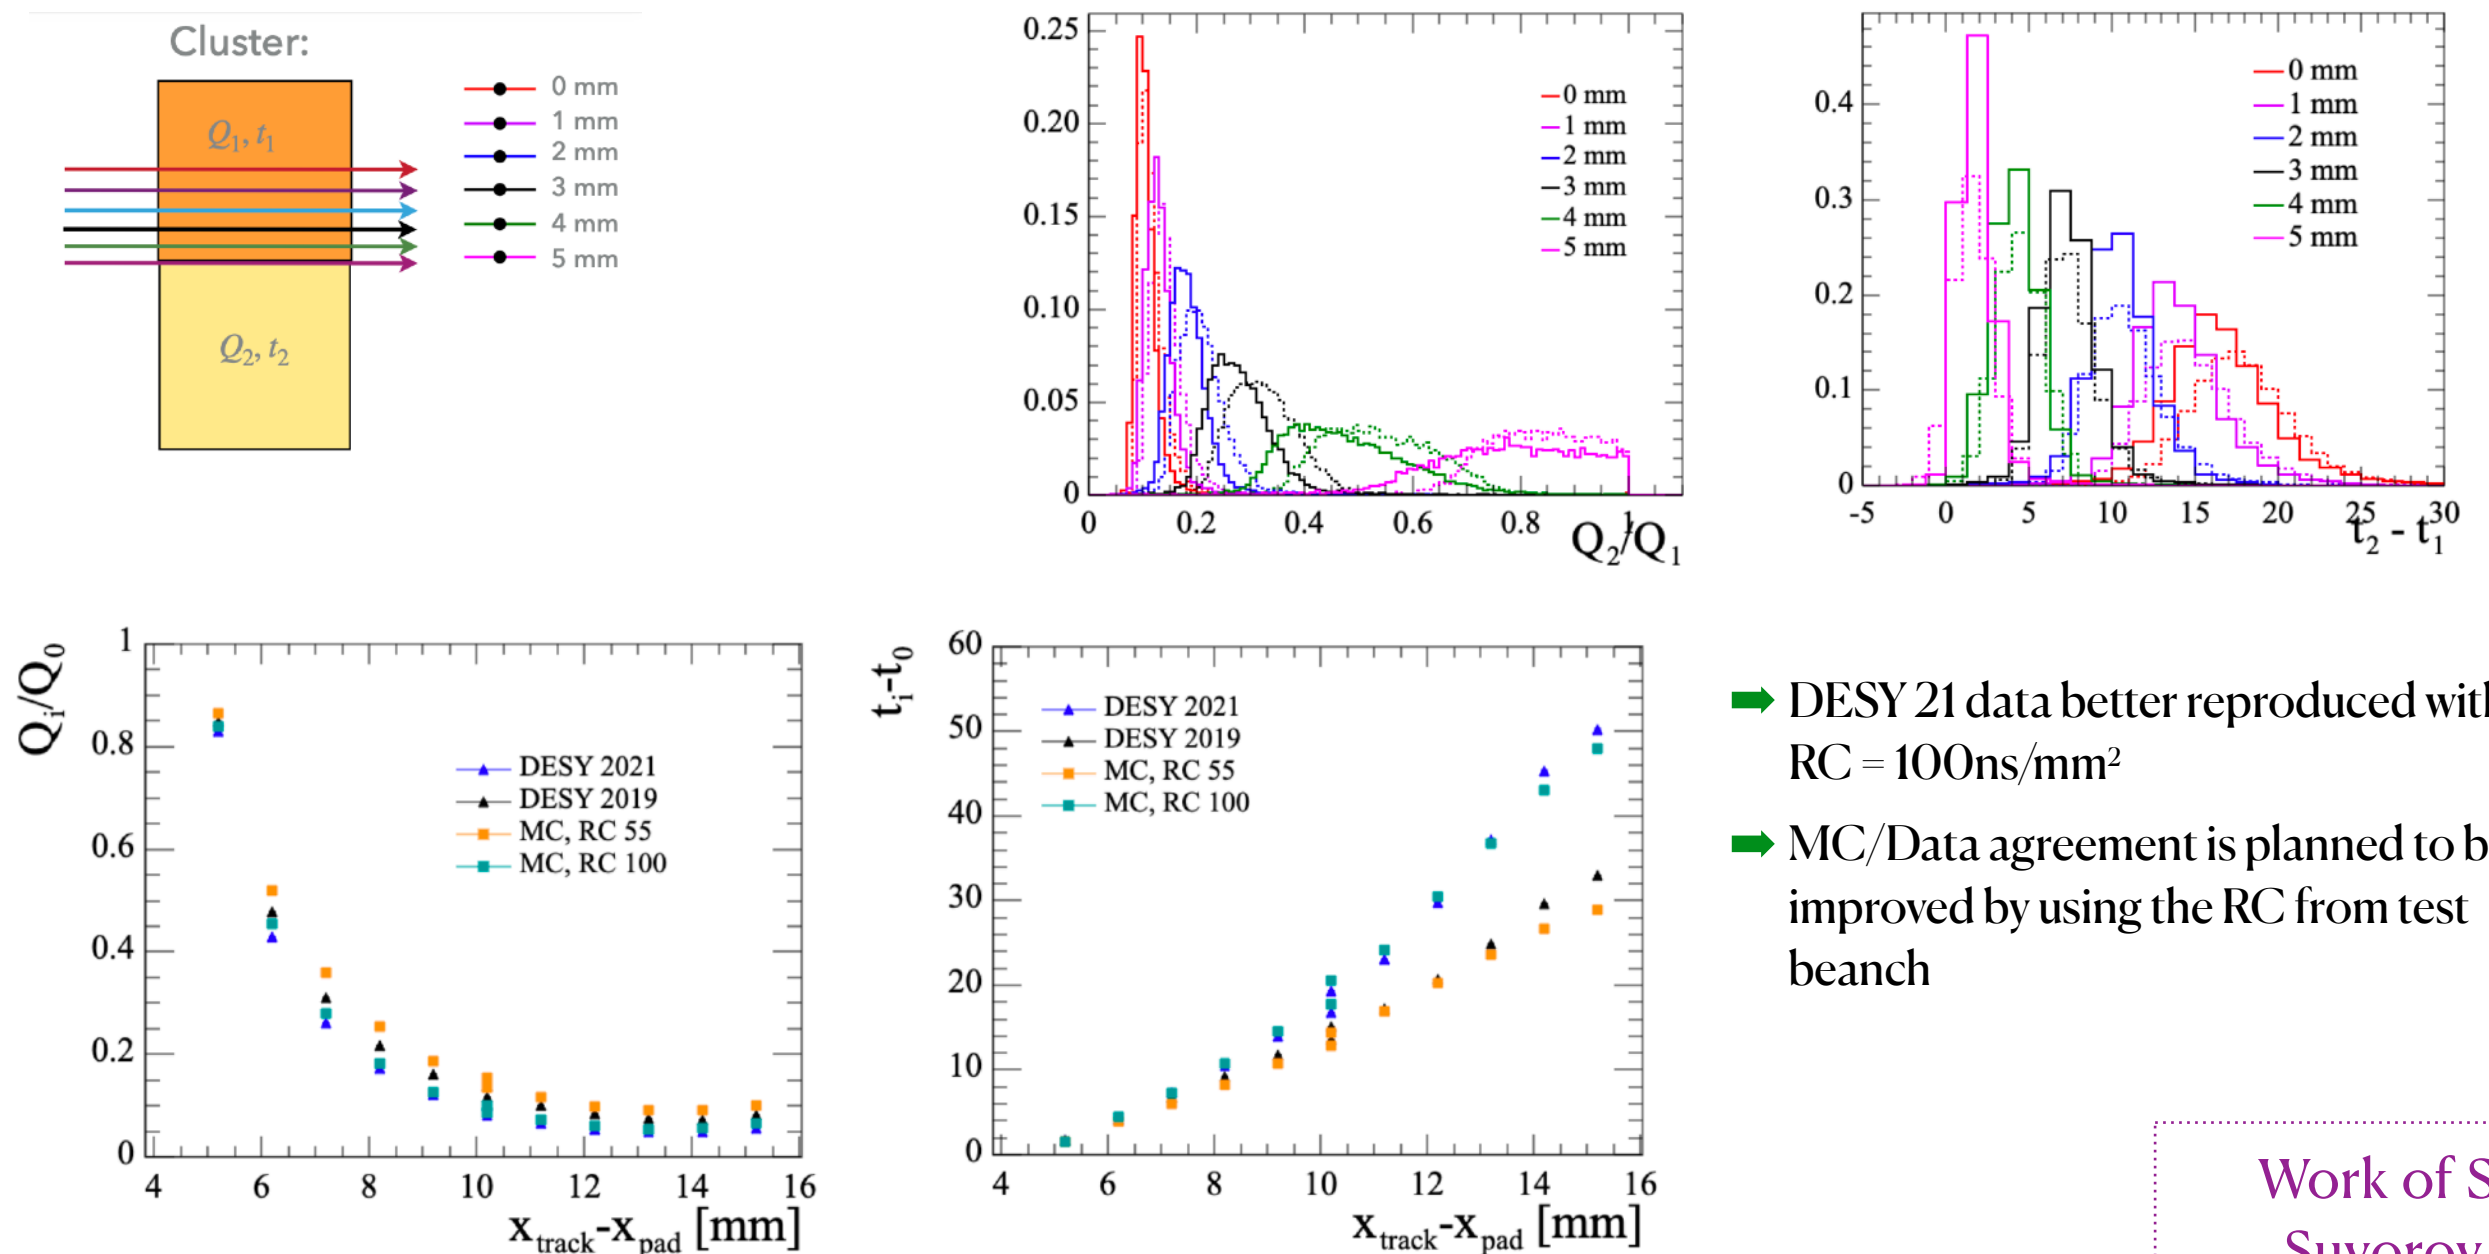 Cluster:
Q1, t1
Q2, t2
0 mm
1 mm
2 mm
3 mm
4 mm
5 mm
0.25
0.20
0.15
0.10
0.05
0
0 0.2 0.4 0.6 0.8 1
Q2/Q1
0 mm
1 mm
2 mm
3 mm
4 mm
5 mm
0.4
0.3
0.2
0.1
0
-5 0 5 10 15 20 25 30
t2 - t1
0 mm
1 mm
2 mm
3 mm
4 mm
5 mm
Qi/Q0
1
0.8
0.6
0.4
0.2
0
4 6 8 10 12 14 16
xtrack-xpad [mm]
DESY 2021
DESY 2019
MC, RC 55
MC, RC 100
ti-t0
60
50
40
30
20
10
0
4 6 8 10 12 14 16
xtrack-xpad [mm]
DESY 2021
DESY 2019
MC, RC 55
MC, RC 100
DESY 21 data better reproduced with
RC = 100ns/mm²
MC/Data agreement is planned to b
improved by using the RC from test
beanch
Work of S
Suvorov